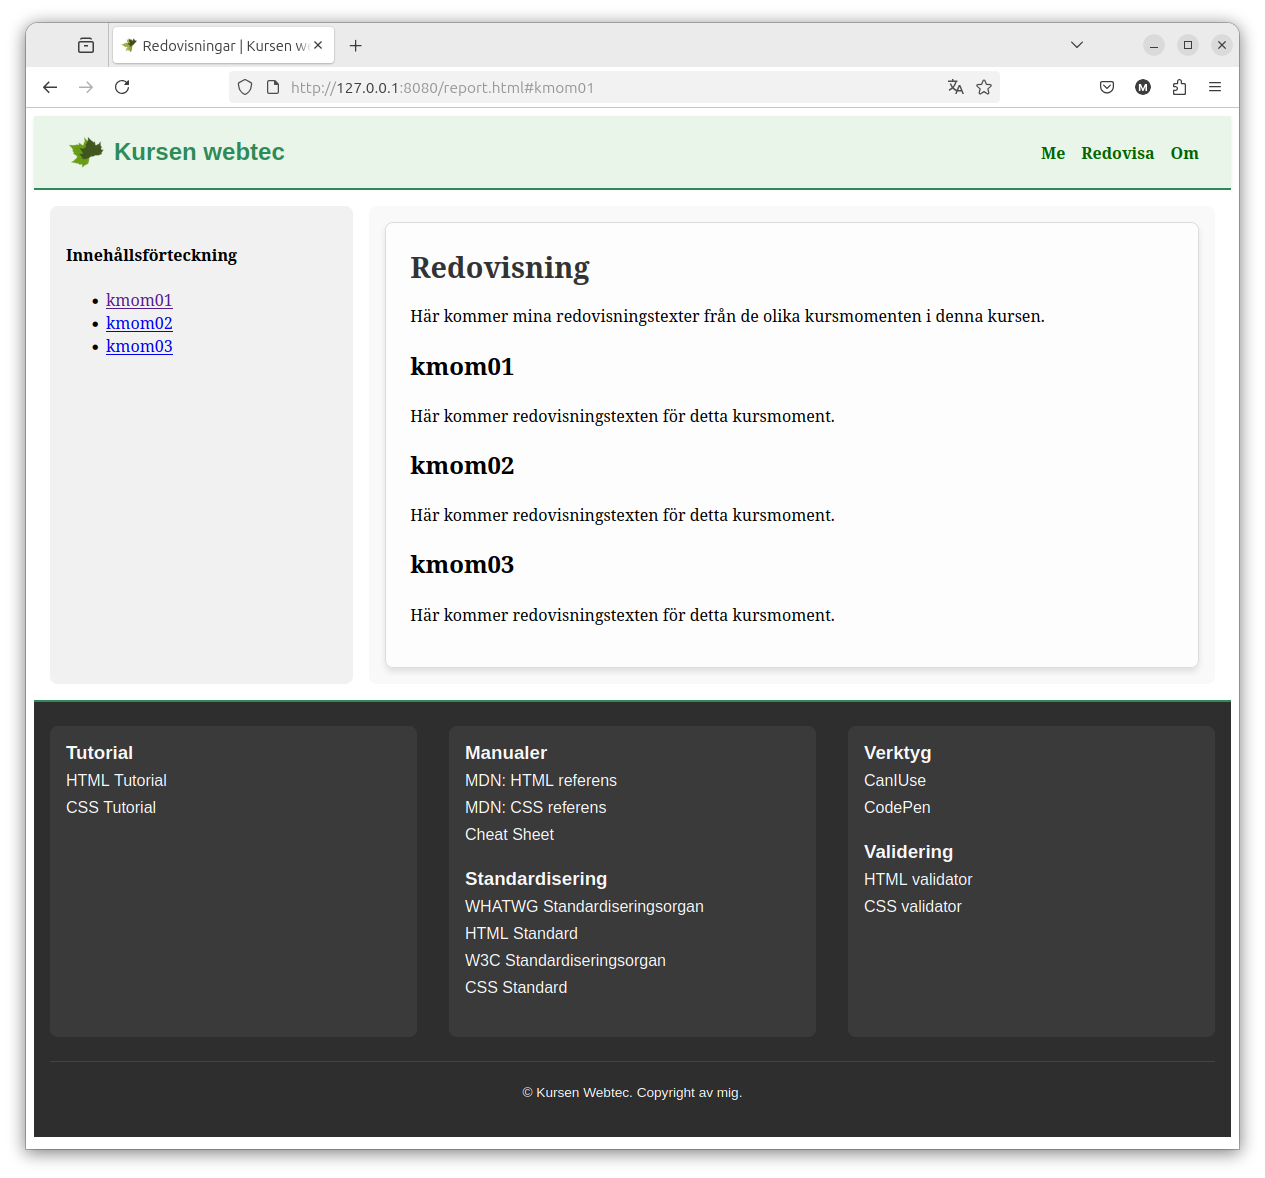 Redovisningar | Kursen we
http://127.0.0.1:8080/report.html#kmom01
M
Kursen webtec
Me Redovisa Om
Innehållsförteckning
kmom01
kmom02
kmom03
Redovisning
Här kommer mina redovisningstexter från de olika kursmomenten i denna kursen.
kmom01
Här kommer redovisningstexten för detta kursmoment.
kmom02
Här kommer redovisningstexten för detta kursmoment.
kmom03
Här kommer redovisningstexten för detta kursmoment.
Tutorial
HTML Tutorial
CSS Tutorial
Manualer
MDN: HTML referens
MDN: CSS referens
Cheat Sheet
Standardisering
WHATWG Standardiseringsorgan
HTML Standard
W3C Standardiseringsorgan
CSS Standard
Verktyg
CanIUse
CodePen
Validering
HTML validator
CSS validator
© Kursen Webtec. Copyright av mig.